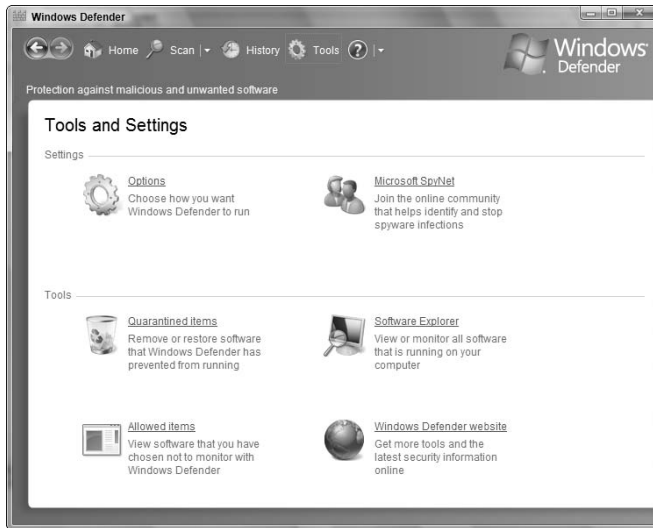 Windows Defender
Home Scan History Tools ?
Windows
Defender
Protection against malicious and unwanted software
Tools and Settings
Settings
Options
Choose how you want
Windows Defender to run
Microsoft SpyNet
Join the online community
that helps identify and stop
spyware infections
Tools
Quarantined items
Remove or restore software
that Windows Defender has
prevented from running
Software Explorer
View or monitor all software
that is running on your
computer
Allowed items
View software that you have
chosen not to monitor with
Windows Defender
Windows Defender website
Get more tools and the
latest security information
online